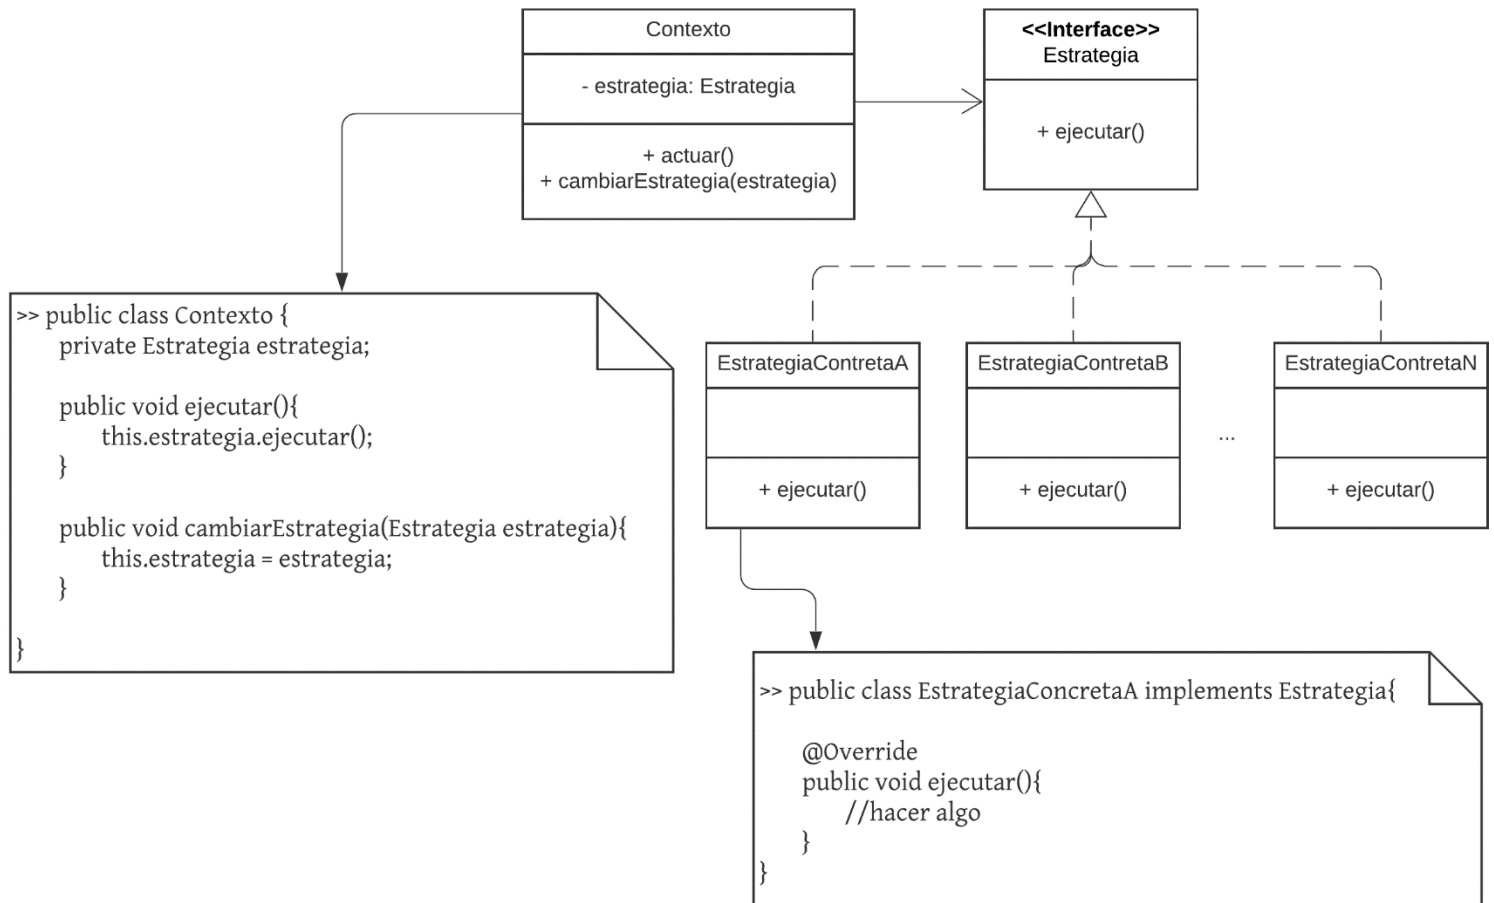 Contexto
- estrategia: Estrategia
+ actuar()
+ cambiarEstrategia(estrategia)
<<Interface>>
Estrategia
+ ejecutar()
>> public class Contexto {
private Estrategia estrategia;
public void ejecutar(){
this.estrategia.ejecutar();
}
public void cambiarEstrategia(Estrategia estrategia){
this.estrategia = estrategia;
}
}
EstrategiaContretaA
+ ejecutar()
EstrategiaContretaB
+ ejecutar()
...
EstrategiaContretaN
+ ejecutar()
>> public class EstrategiaConcretaA implements Estrategia{
@Override
public void ejecutar(){
//hacer algo
}
}